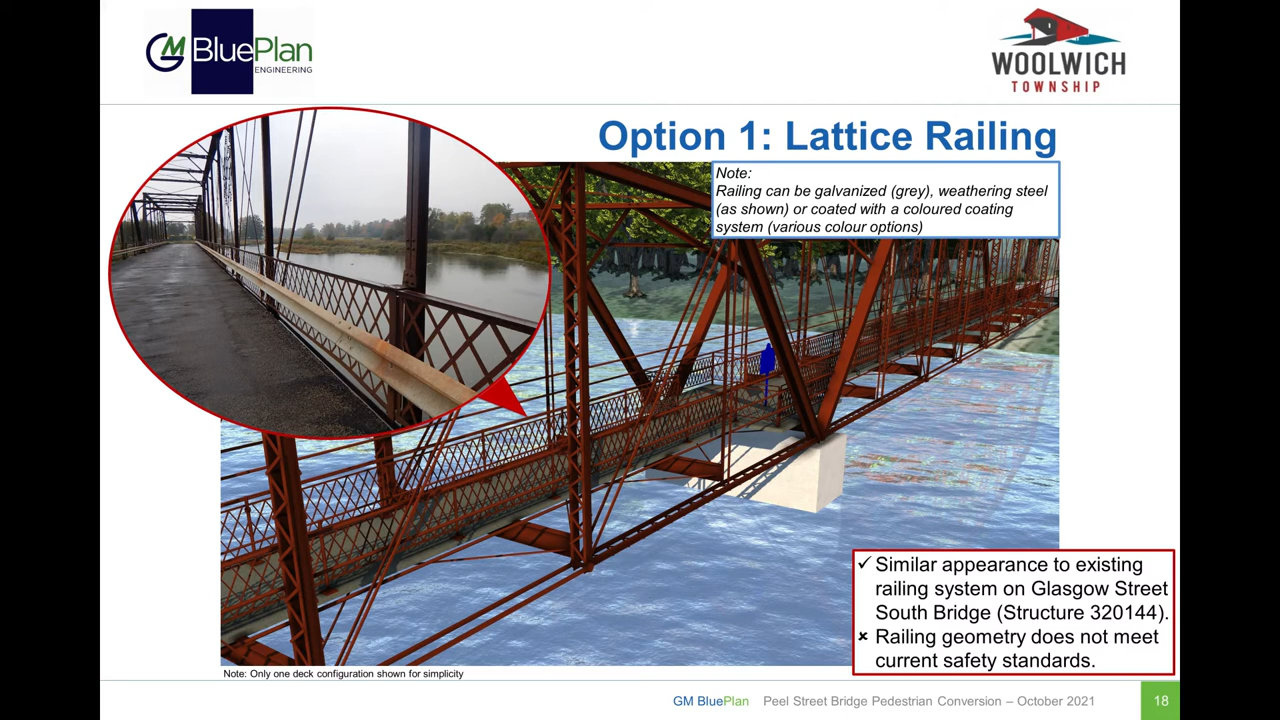 GM BluePlan
ENGINEERING
WOOLWICH
TOWNSHIP
Option 1: Lattice Railing
Note:
Railing can be galvanized (grey), weathering steel
(as shown) or coated with a coloured coating
system (various colour options)
✓ Similar appearance to existing
railing system on Glasgow Street
South Bridge (Structure 320144).
× Railing geometry does not meet
current safety standards.
Note: Only one deck configuration shown for simplicity
GM BluePlan Peel Street Bridge Pedestrian Conversion – October 2021 18